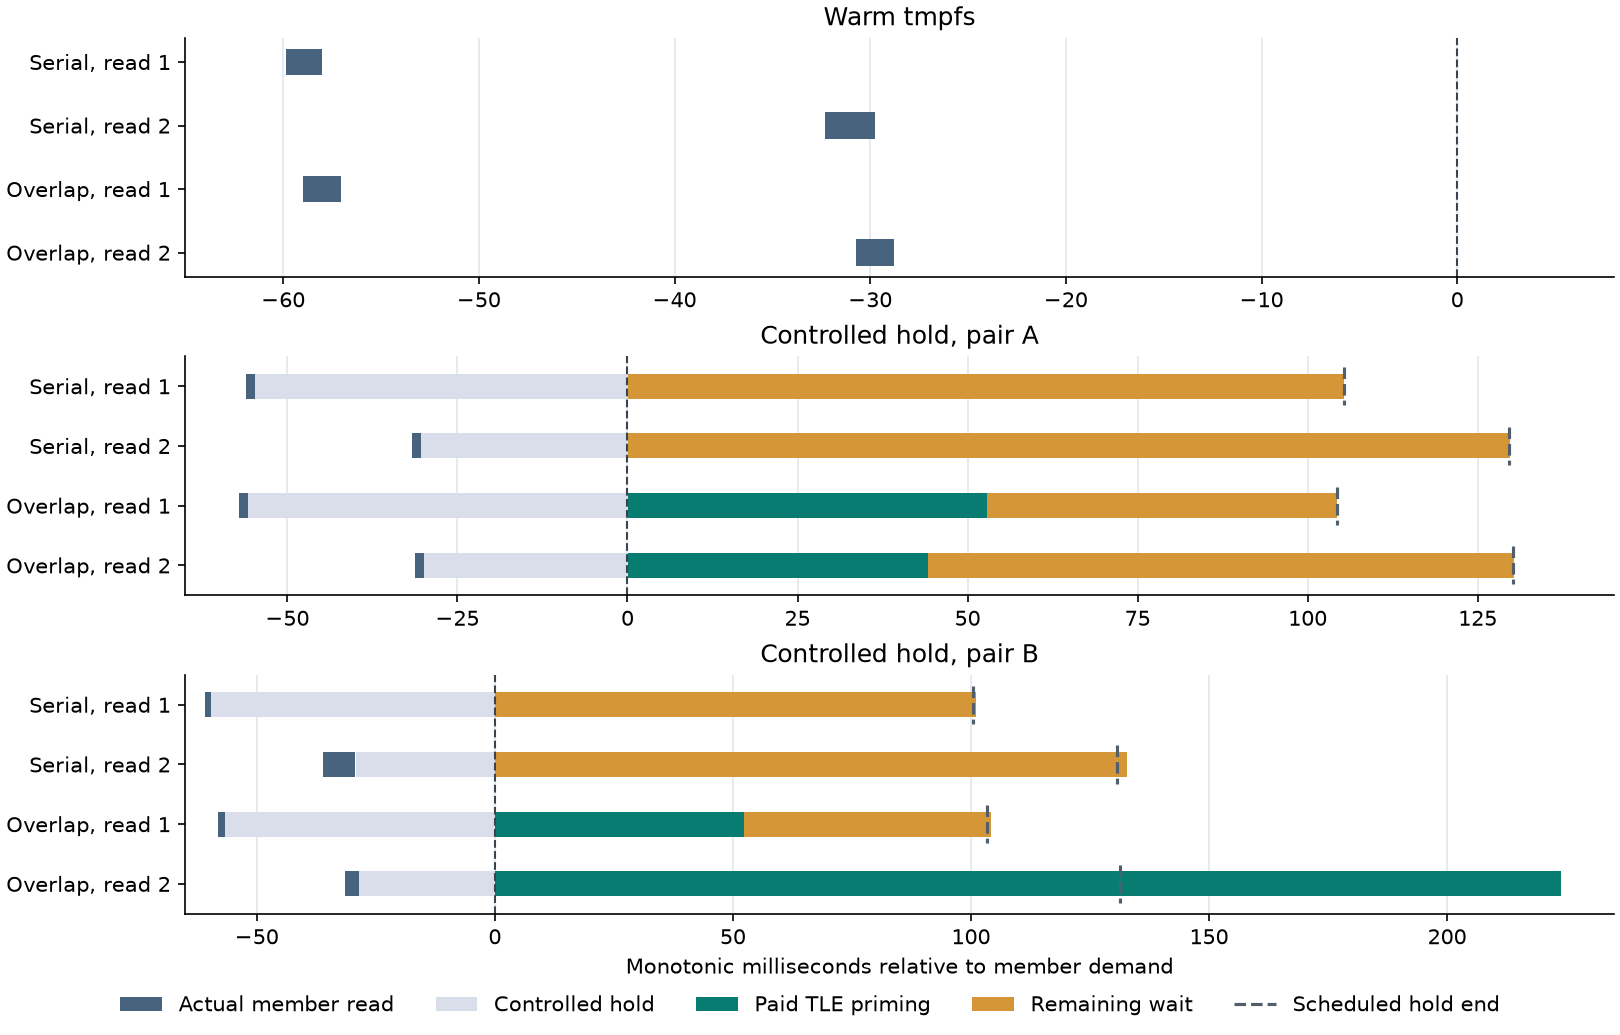 Warm tmpfs
Serial, read 1
Serial, read 2
Overlap, read 1
Overlap, read 2
−60 −50 −40 −30 −20 −10 0
Controlled hold, pair A
Serial, read 1
Serial, read 2
Overlap, read 1
Overlap, read 2
−50 −25 0 25 50 75 100 125
Controlled hold, pair B
Serial, read 1
Serial, read 2
Overlap, read 1
Overlap, read 2
−50 0 50 100 150 200
Monotonic milliseconds relative to member demand
Actual member read Controlled hold Paid TLE priming Remaining wait Scheduled hold end